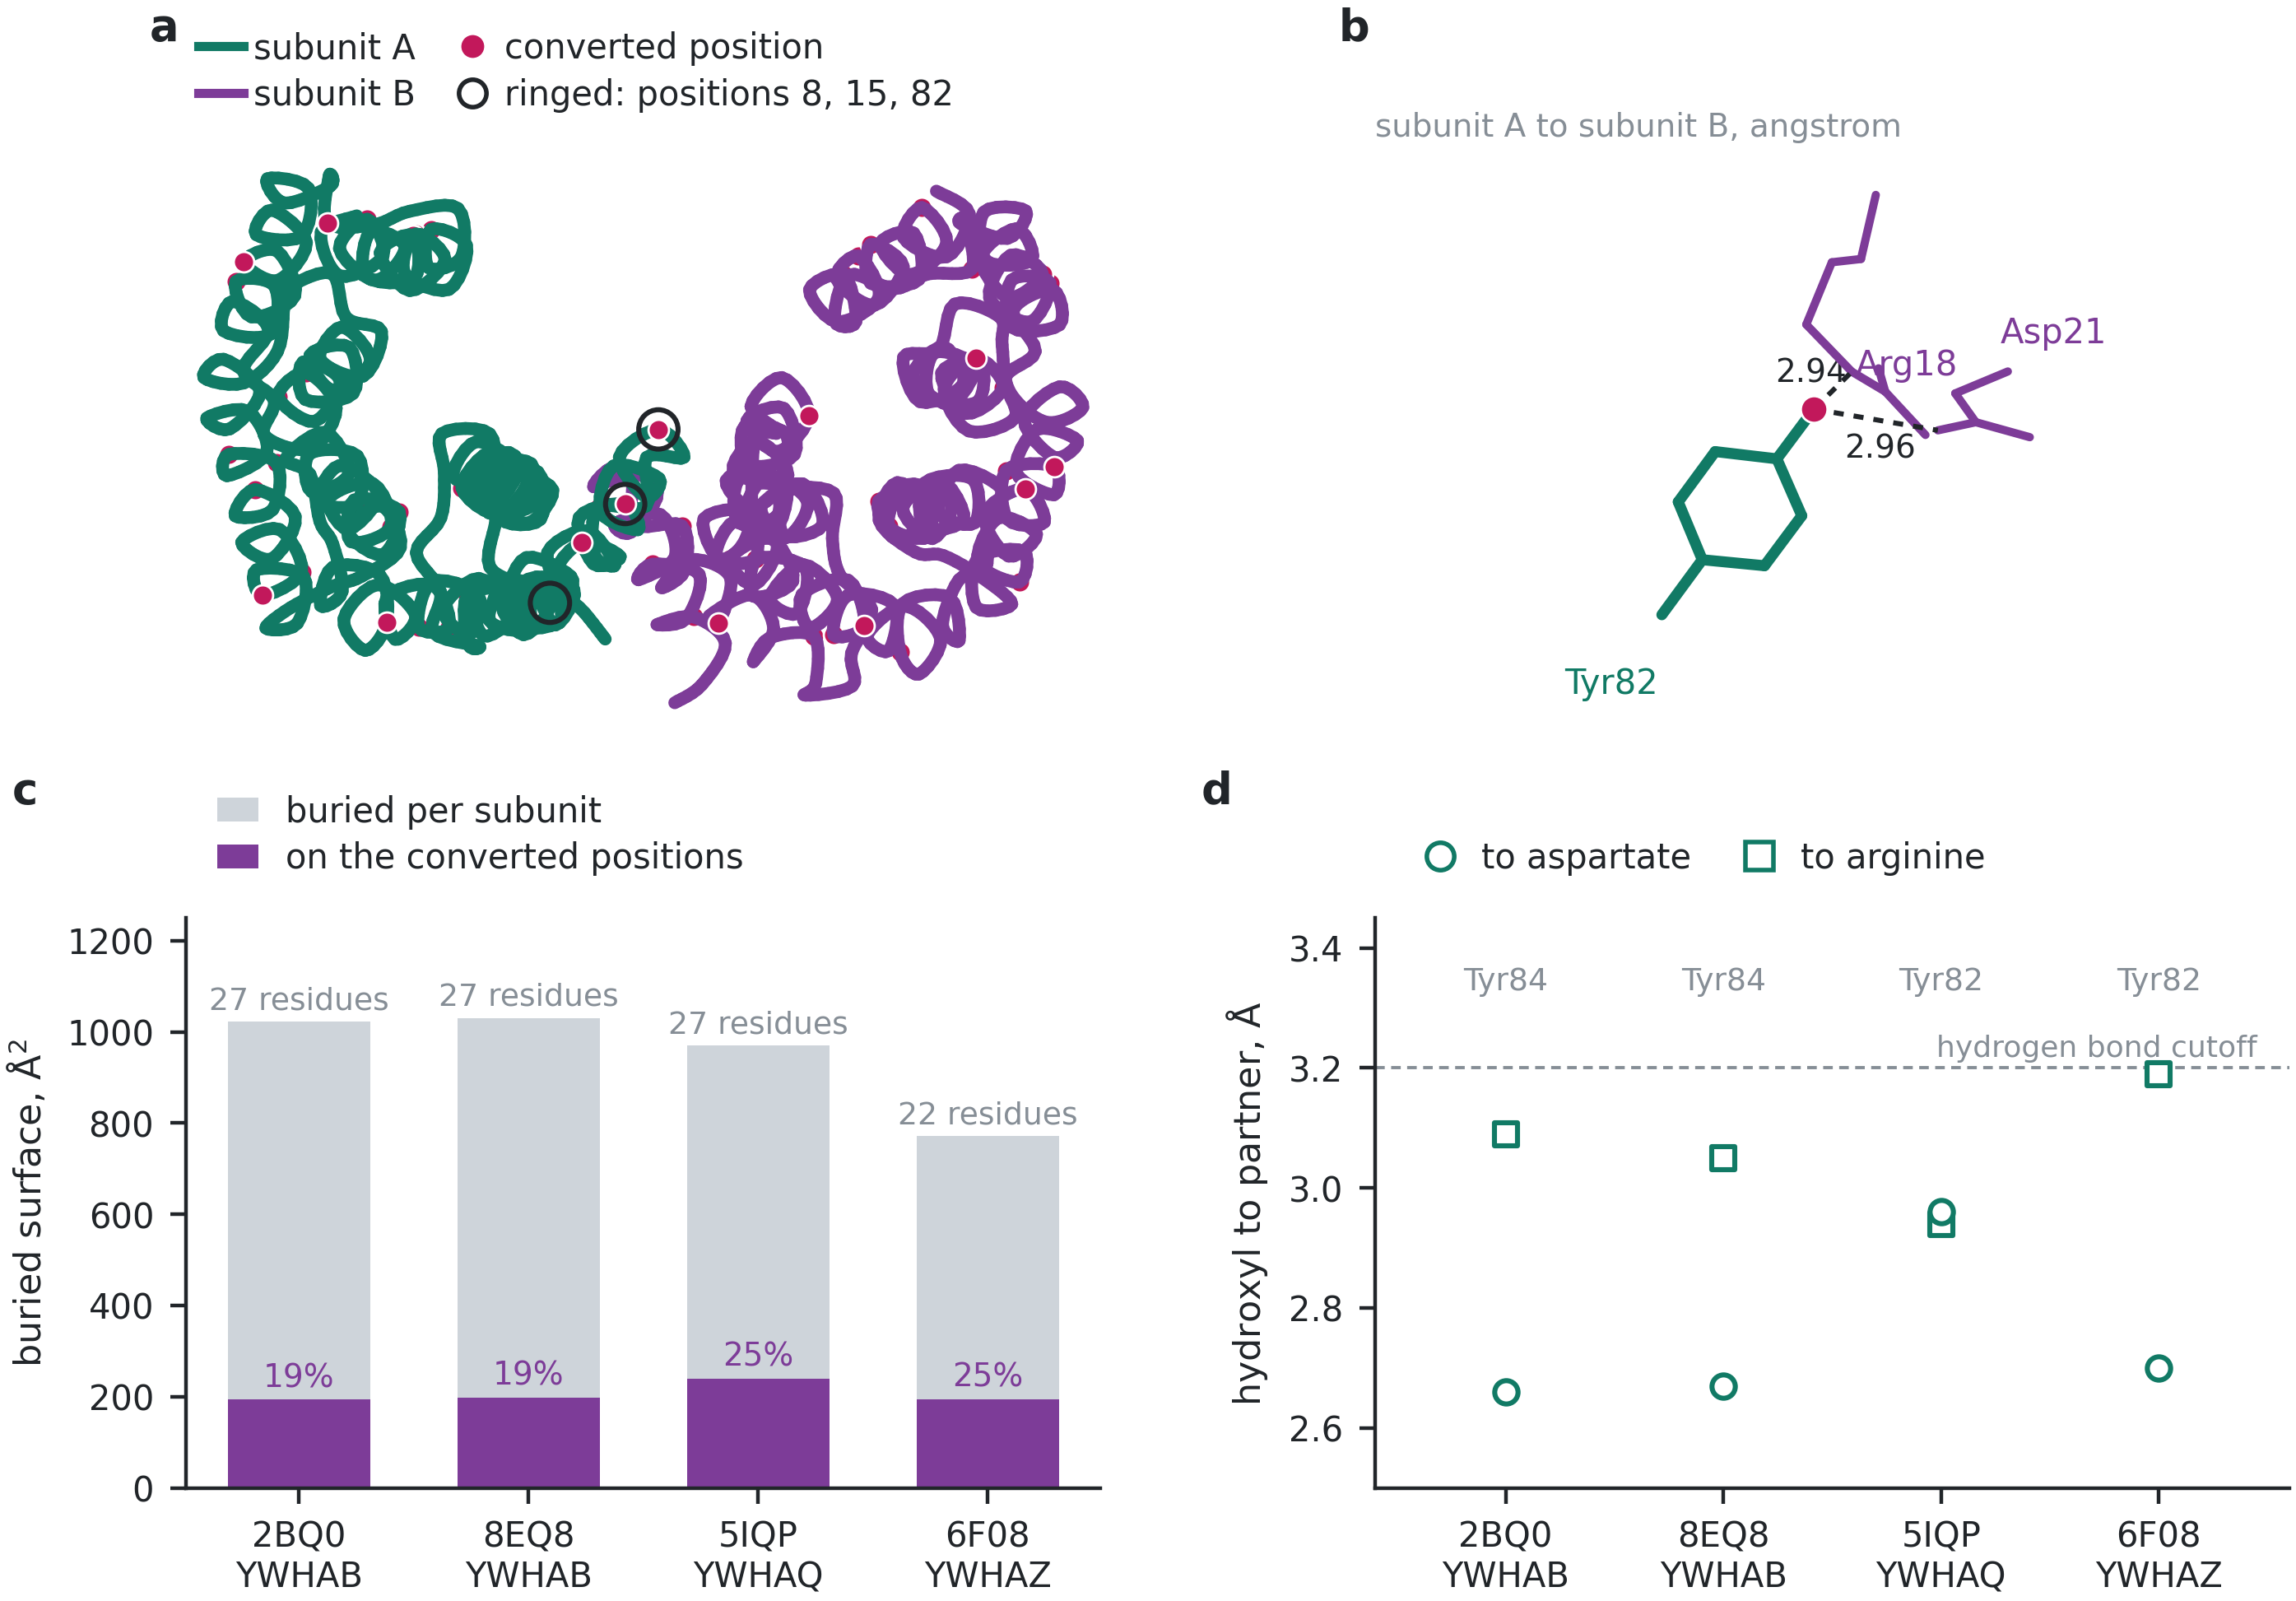 a
subunit A
subunit B
converted position
ringed: positions 8, 15, 82
b
subunit A to subunit B, angstrom
Asp21
Arg18
2.94
2.96
Tyr82
c
buried per subunit
on the converted positions
buried surface, Å²
1200
1000
800
600
400
200
0
27 residues
27 residues
27 residues
22 residues
19%
19%
25%
25%
2BQ0
YWHAB
8EQ8
YWHAB
5IQP
YWHAQ
6F08
YWHAZ
d
to aspartate
to arginine
hydroxyl to partner, Å
3.4
3.2
3.0
2.8
2.6
Tyr84
Tyr84
Tyr82
Tyr82
hydrogen bond cutoff
2BQ0
YWHAB
8EQ8
YWHAB
5IQP
YWHAQ
6F08
YWHAZ